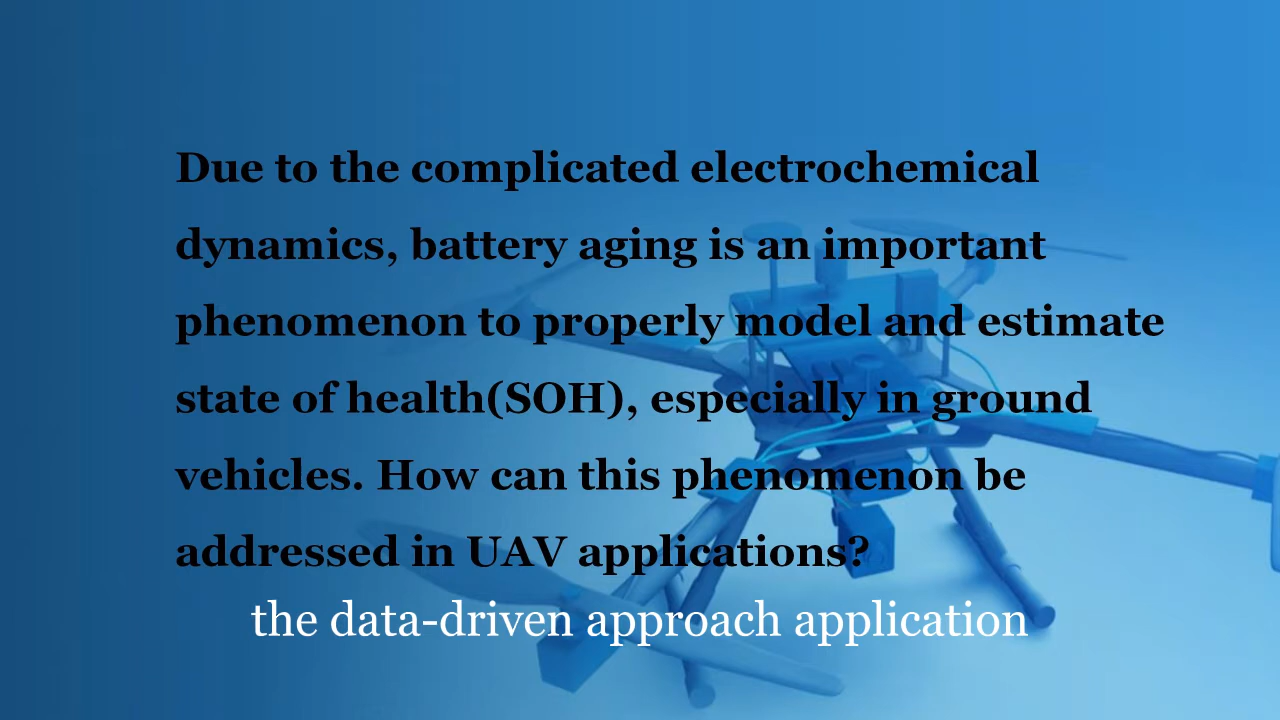 Due to the complicated electrochemical
dynamics, battery aging is an important
phenomenon to properly model and estimate
state of health(SOH), especially in ground
vehicles. How can this phenomenon be
addressed in UAV applications?
the data-driven approach application